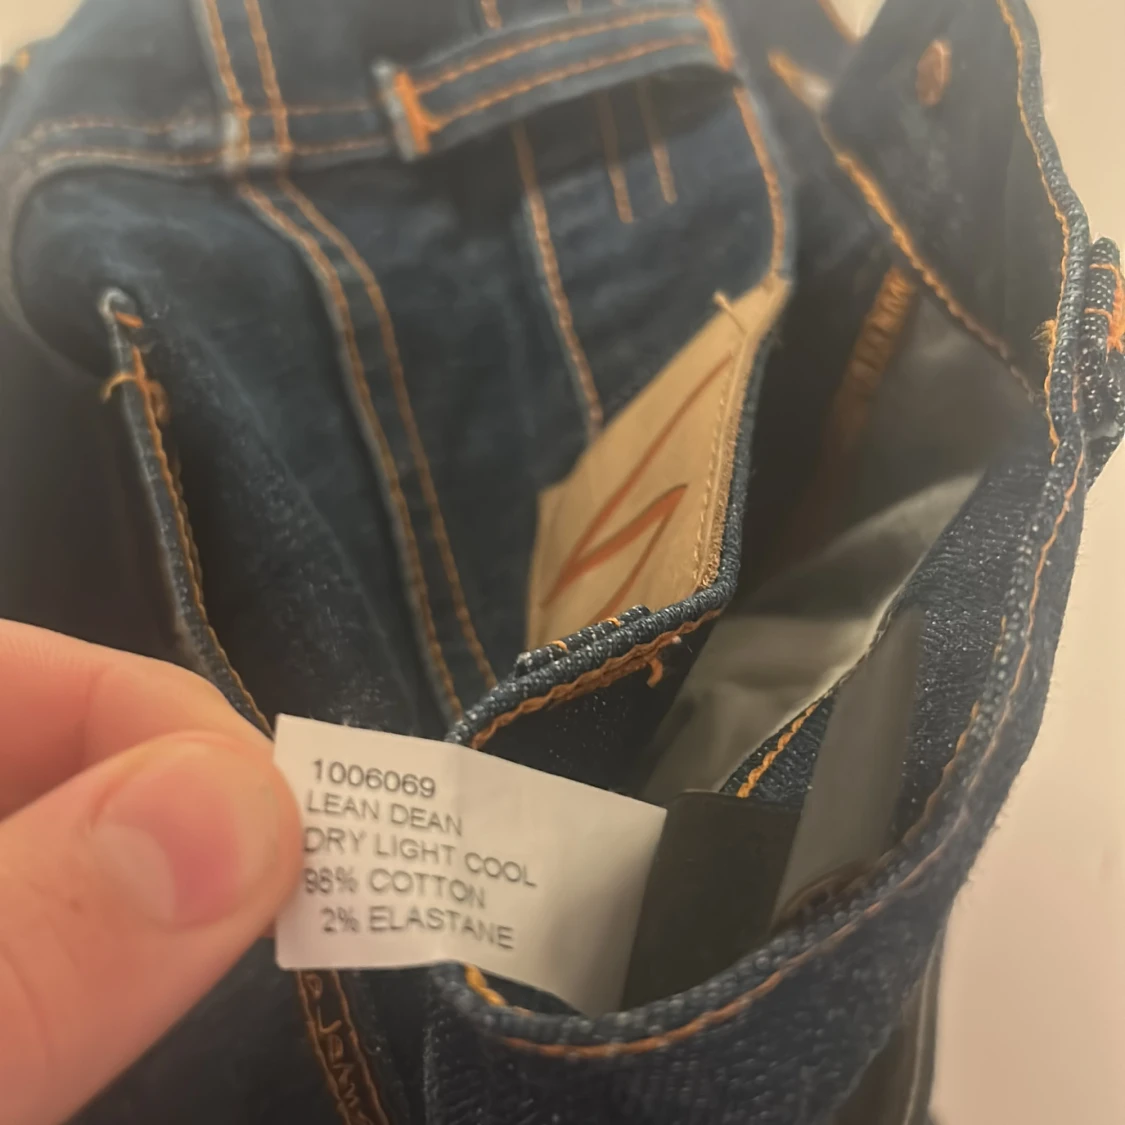 1006069
LEAN DEAN
DRY LIGHT COOL
98% COTTON
2% ELASTANE